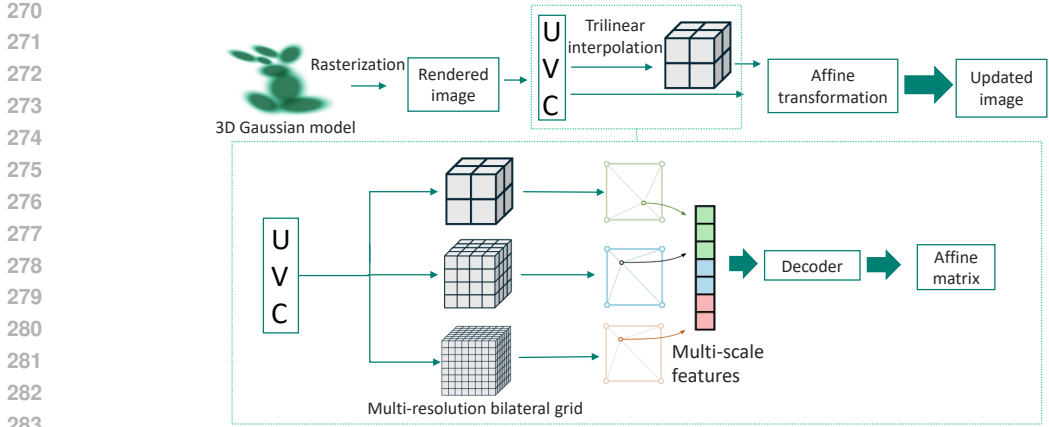 270
271
272
273
274
275
276
277
278
279
280
281
282
283
3D Gaussian model
Rasterization
Rendered
image
U
V
C
Trilinear
interpolation
Affine
transformation
Updated
image
U
V
C
Multi-resolution bilateral grid
Multi-scale
features
Decoder
Affine
matrix